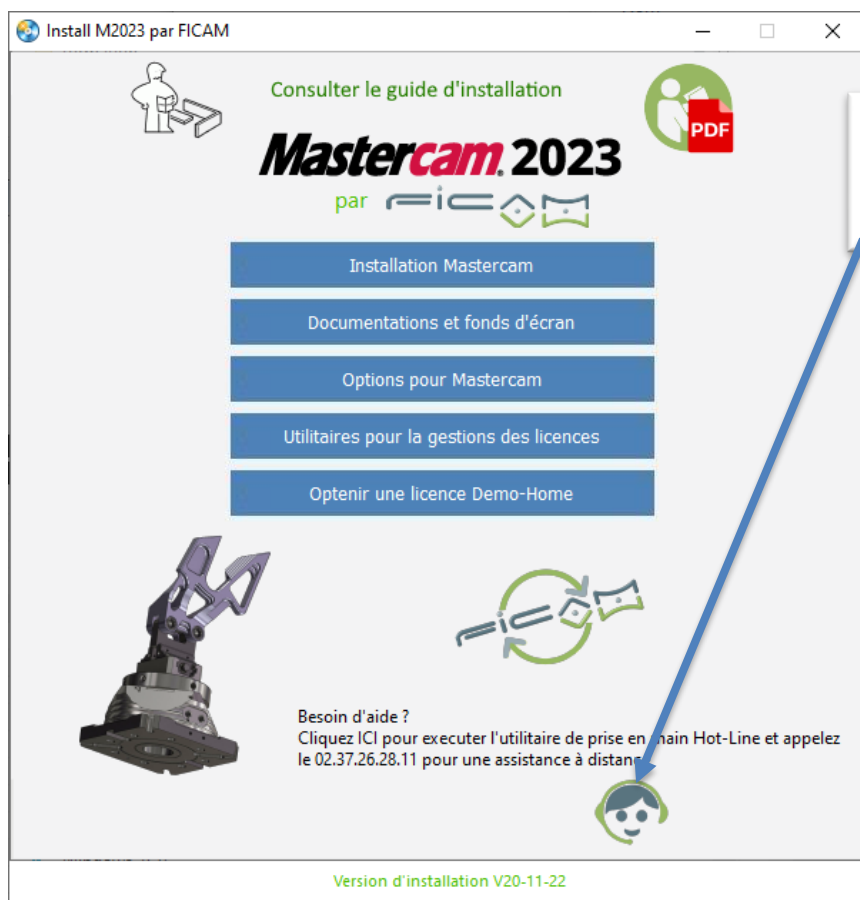 Install M2023 par FICAM
Consulter le guide d'installation
PDF
Mastercam. 2023
par FiCAM
Installation Mastercam
Documentations et fonds d'écran
Options pour Mastercam
Utilitaires pour la gestions des licences
Optenir une licence Demo-Home
FiCAM
Besoin d'aide ?
Cliquez ICI pour executer l'utilitaire de prise en main Hot-Line et appelez
le 02.37.26.28.11 pour une assistance à distance
Version d'installation V20-11-22